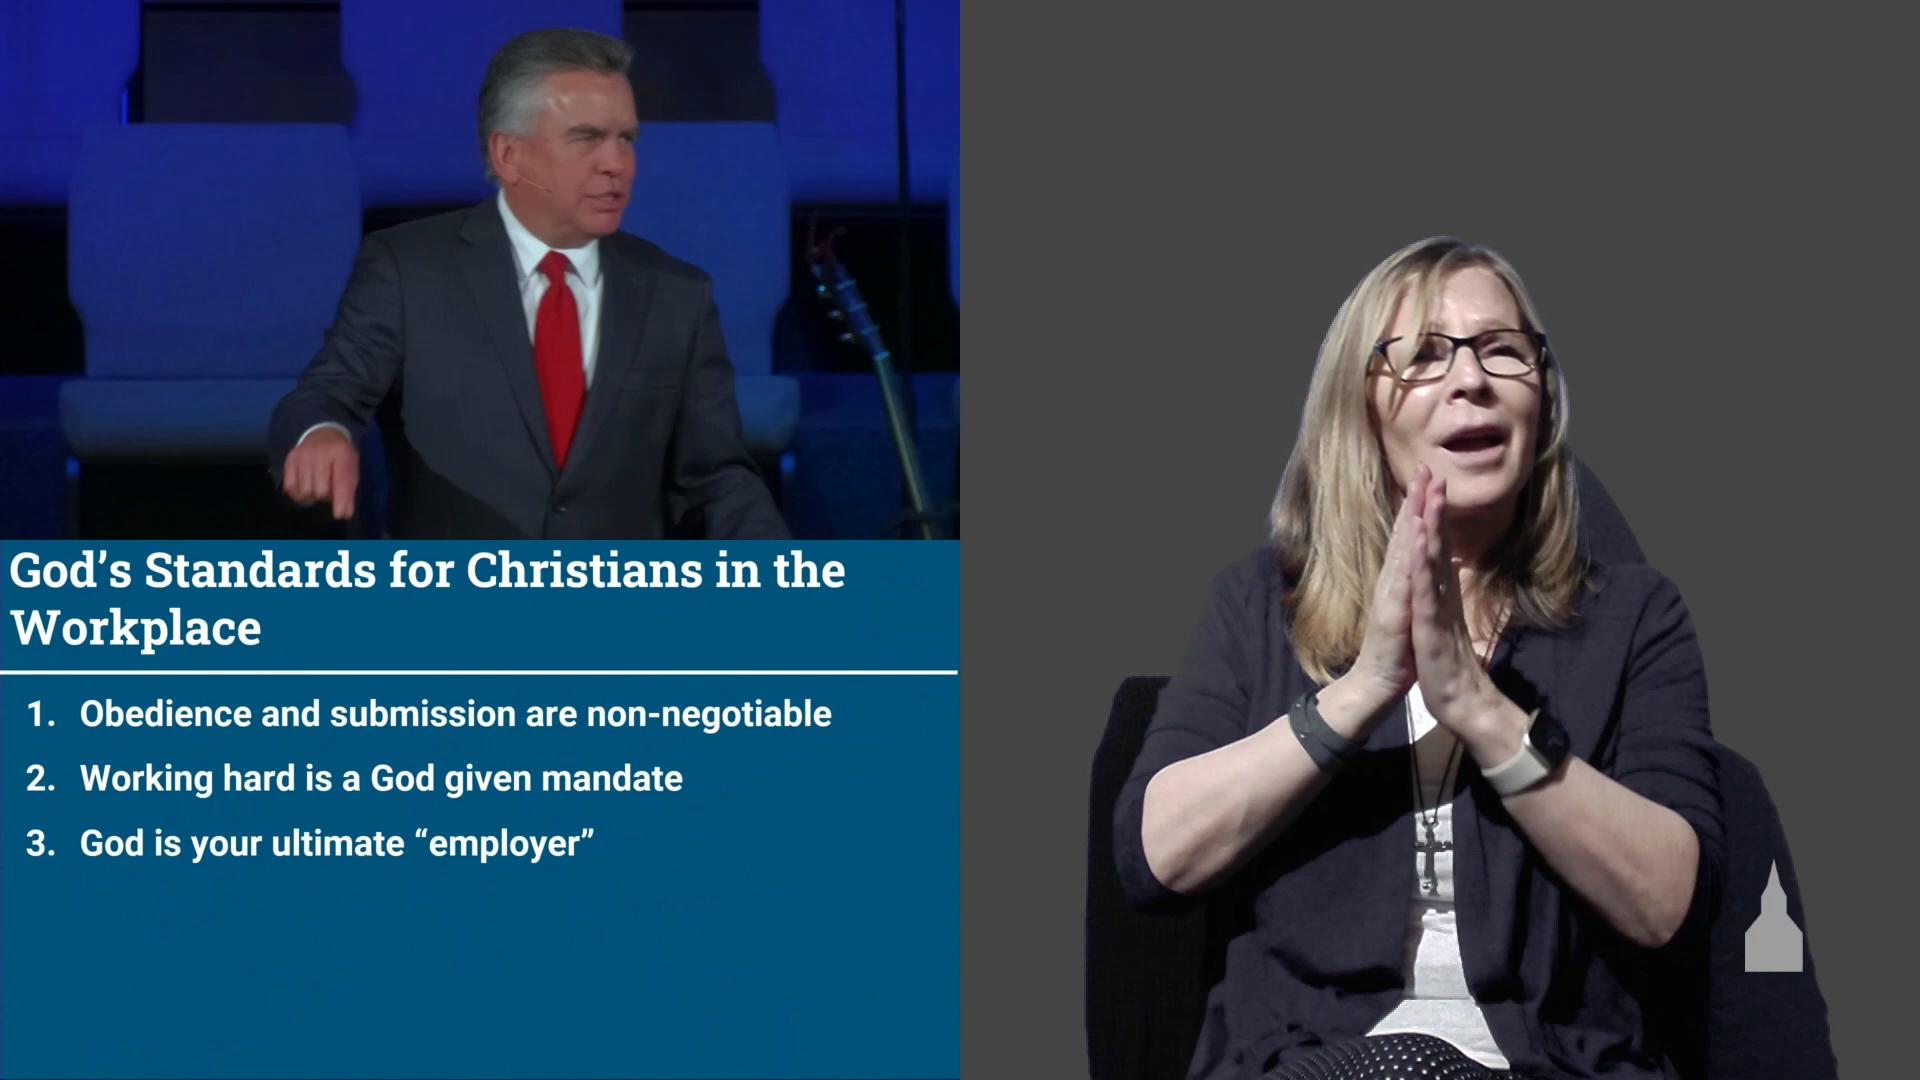 God’s Standards for Christians in the
Workplace
1. Obedience and submission are non-negotiable
2. Working hard is a God given mandate
3. God is your ultimate “employer”